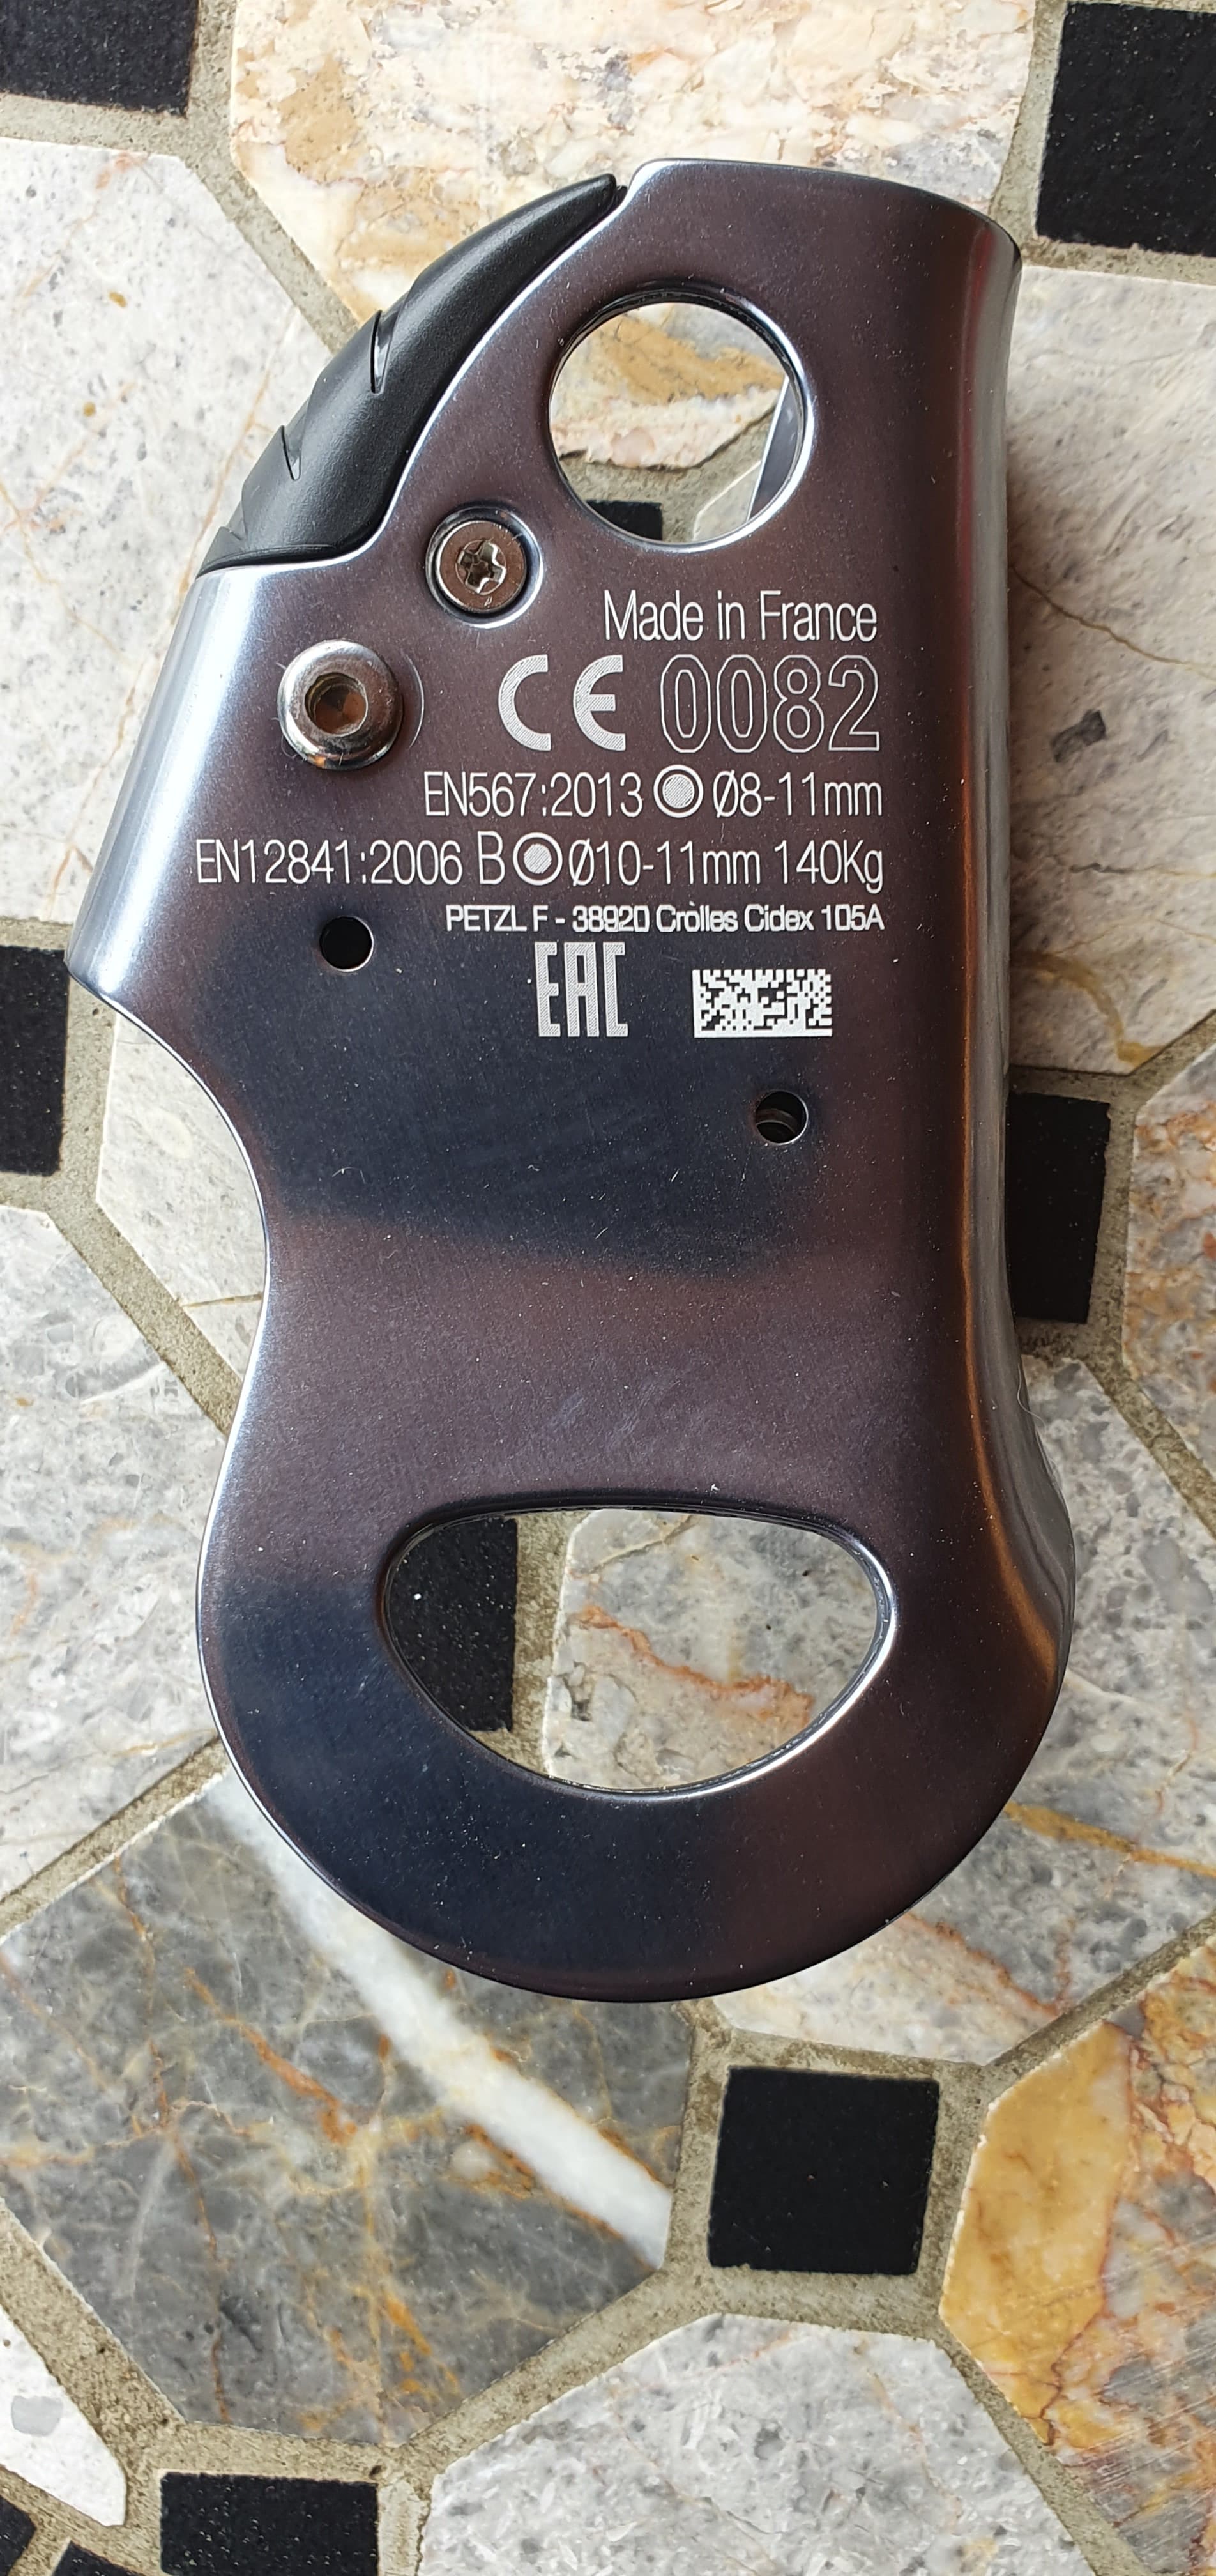 Made in France
CE 0082
EN567:2013 Ø8-11mm
EN12841:2006 B Ø10-11mm 140Kg
PETZL F - 38920 Crolles Cidex 105A
EAC